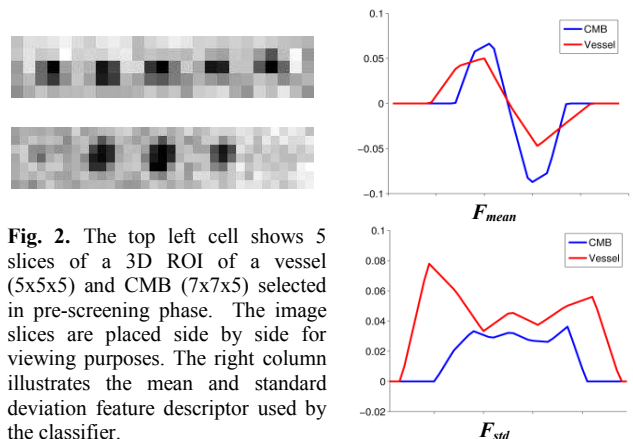 Fig. 2. The top left cell shows 5
slices of a 3D ROI of a vessel
(5x5x5) and CMB (7x7x5) selected
in pre-screening phase. The image
slices are placed side by side for
viewing purposes. The right column
illustrates the mean and standard
deviation feature descriptor used by
the classifier.
0.1
0.05
0
−0.05
−0.1
CMB
Vessel
F_mean
0.1
0.08
0.06
0.04
0.02
0
−0.02
CMB
Vessel
F_std